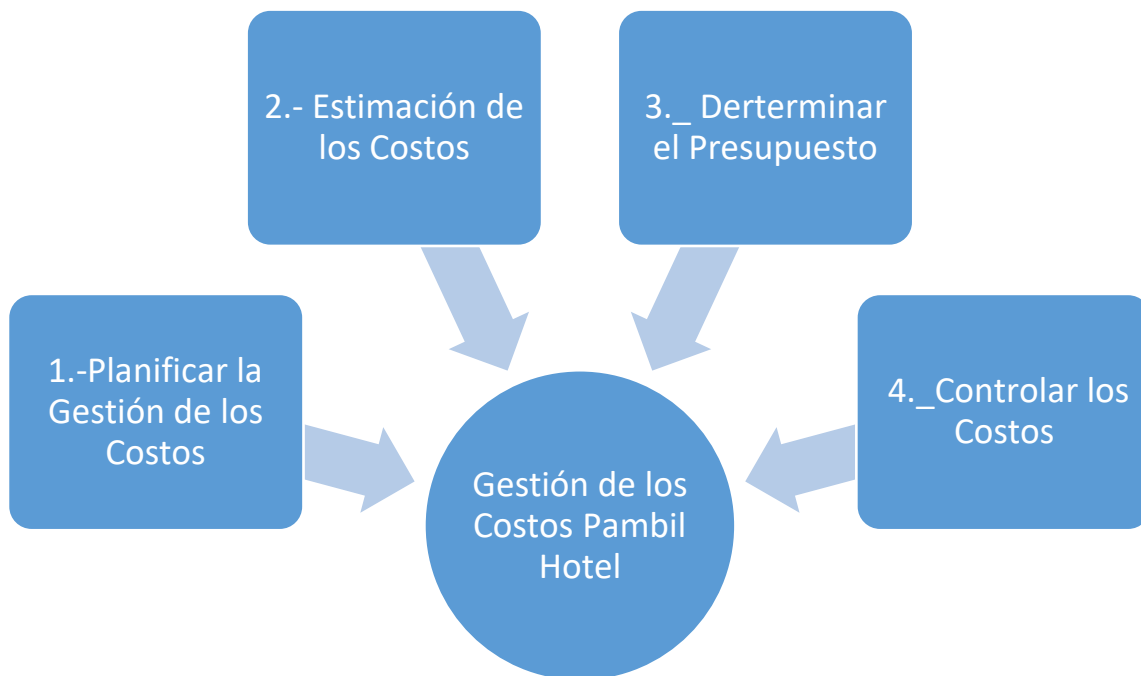 1.-Planificar la
Gestión de los
Costos
2.- Estimación de
los Costos
3._ Derterminar
el Presupuesto
4._Controlar los
Costos
Gestión de los
Costos Pambil
Hotel